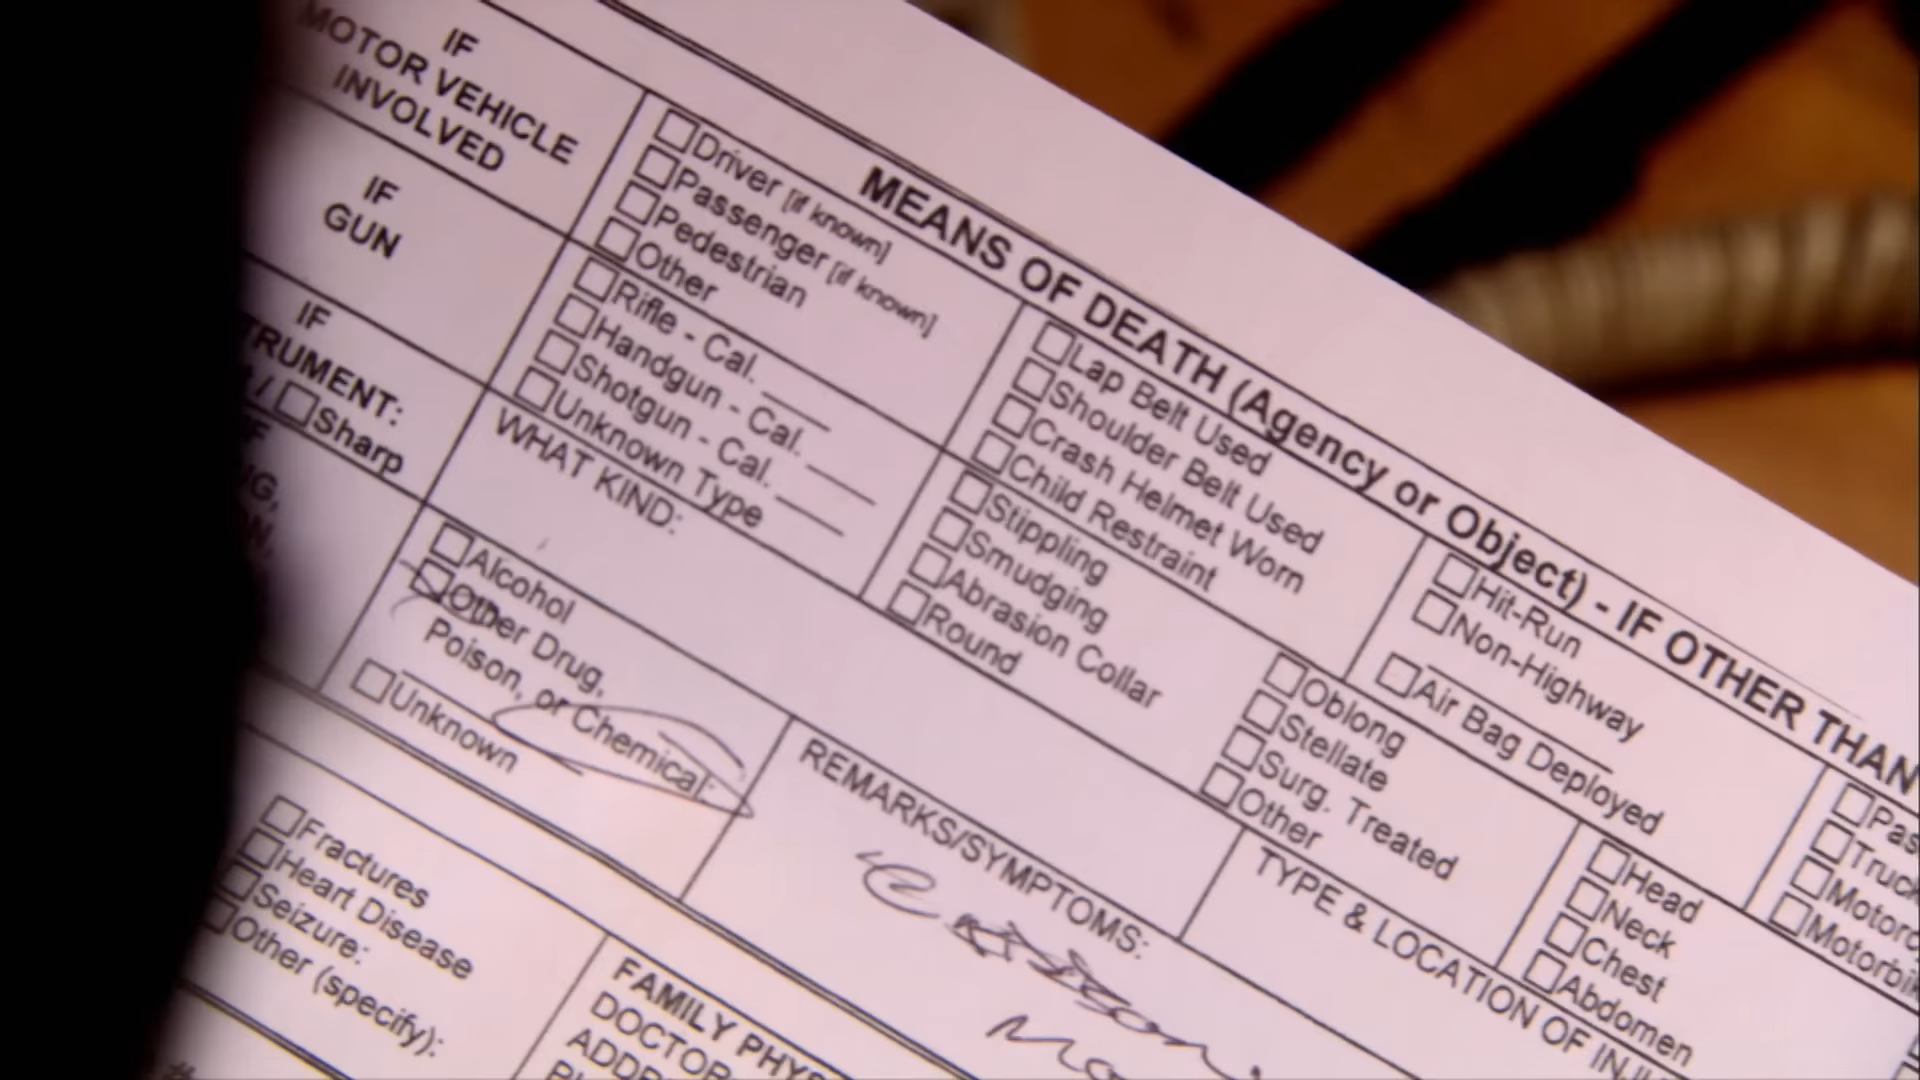 MEANS OF DEATH (Agency or Object) - IF OTHER THAN
IF
MOTOR VEHICLE
INVOLVED
Driver [if known]
Passenger [if known]
Pedestrian
Other
Lap Belt Used
Shoulder Belt Used
Crash Helmet Worn
Child Restraint
Hit-Run
Non-Highway
Air Bag Deployed
IF
GUN
Rifle - Cal.
Handgun - Cal.
Shotgun - Cal.
Unknown Type
Stippling
Smudging
Abrasion Collar
Round
Oblong
Stellate
Surg. Treated
Other
Head
Neck
Chest
Abdomen
IF
/ Sharp
WHAT KIND:
TYPE & LOCATION OF
Alcohol
Other Drug,
Poison, or Chemical:
Unknown
REMARKS/SYMPTOMS:
Fractures
Heart Disease
Seizure:
Other (specify):
FAMILY
DOCTOR